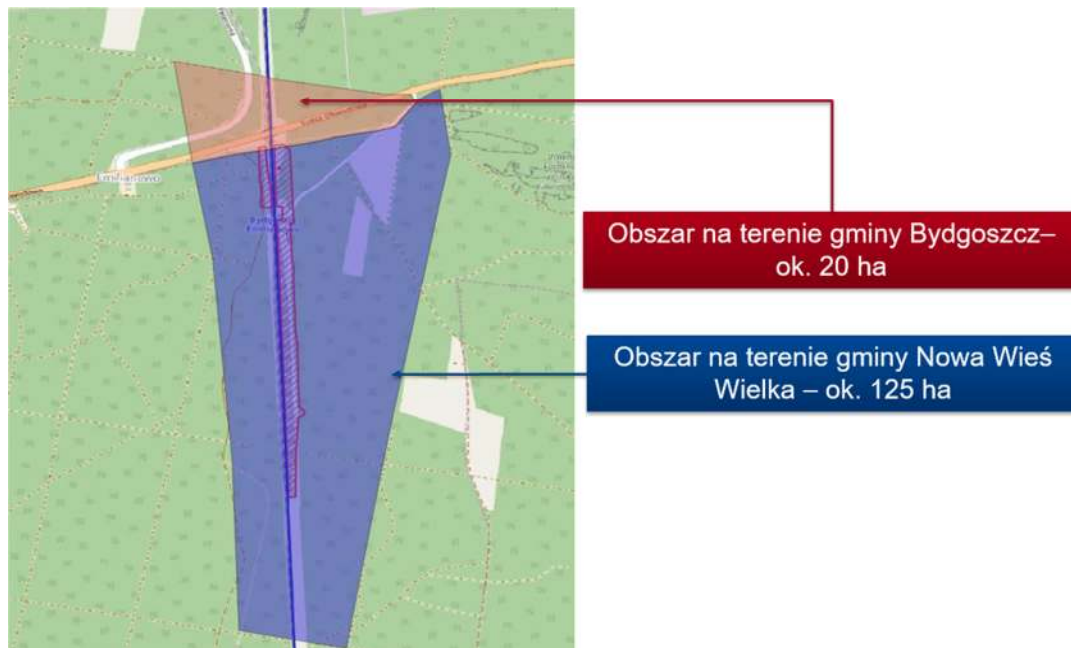 Obszar na terenie gminy Bydgoszcz–
ok. 20 ha
Obszar na terenie gminy Nowa Wieś
Wielka – ok. 125 ha